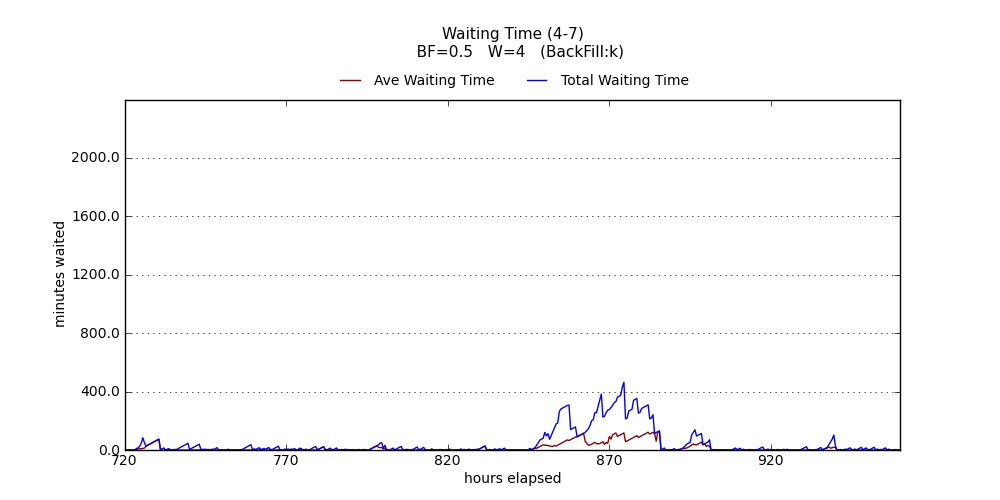 Waiting Time (4-7)
BF=0.5   W=4   (BackFill:k)
Ave Waiting Time
Total Waiting Time
2000.0
1600.0
1200.0
800.0
400.0
0.0
minutes waited
720
770
820
870
920
hours elapsed